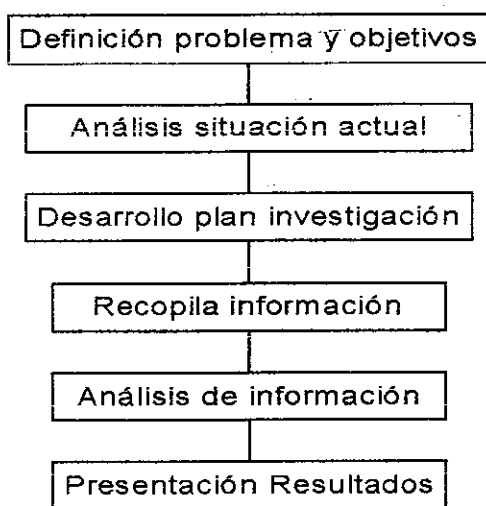 Definición problema y objetivos
Análisis situación actual
Desarrollo plan investigación
Recopila información
Análisis de información
Presentación Resultados